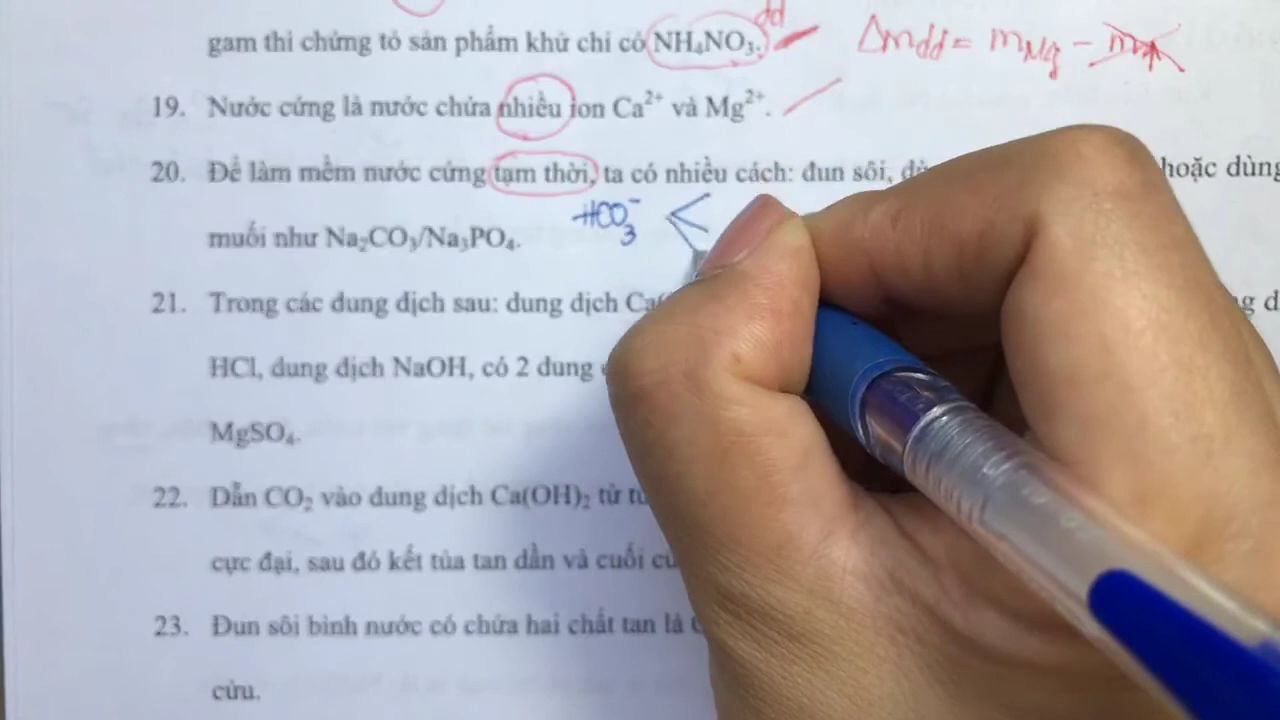 gam thì chứng tỏ sản phẩm khử chỉ có NH₄NO₃. dd Δmdd = mMg − m↑
19. Nước cứng là nước chứa nhiều ion Ca²⁺ và Mg²⁺.
20. Để làm mềm nước cứng tạm thời, ta có nhiều cách: đun sôi, hoặc dùng
HCO₃⁻ <
muối như Na₂CO₃/Na₃PO₄.
21. Trong các dung dịch sau: dung dịch
HCl, dung dịch NaOH, có 2 dung
MgSO₄.
22. Dẫn CO₂ vào dung dịch Ca(OH)₂ từ
cực đại, sau đó kết tủa tan dần và cuối
23. Đun sôi bình nước có chứa hai chất tan là
cửu.